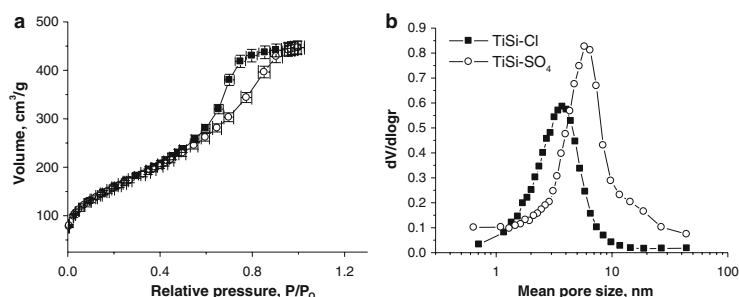 a
Volume, cm³/g
500
400
300
200
100
0.0
0.4
0.8
1.2
Relative pressure, P/P₀
b
TiSi-Cl
TiSi-SO₄
dV/dlogr
0.9
0.8
0.7
0.6
0.5
0.4
0.3
0.2
0.1
0.0
1
10
100
Mean pore size, nm